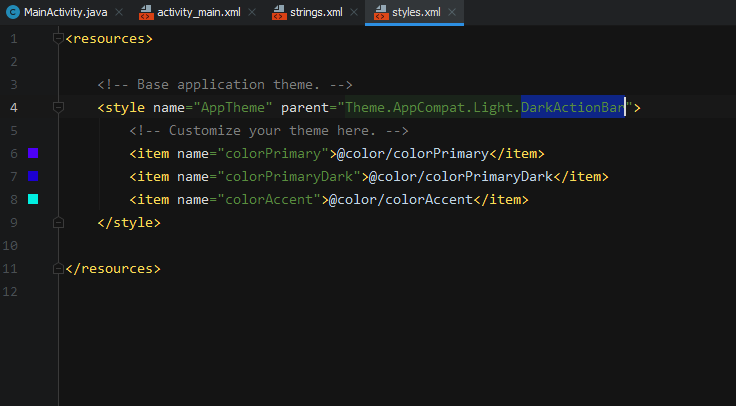 MainActivity.java × activity_main.xml × strings.xml × styles.xml ×
1 <resources>
2
3 <!-- Base application theme. -->
4 <style name="AppTheme" parent="Theme.AppCompat.Light.DarkActionBar">
5 <!-- Customize your theme here. -->
6 <item name="colorPrimary">@color/colorPrimary</item>
7 <item name="colorPrimaryDark">@color/colorPrimaryDark</item>
8 <item name="colorAccent">@color/colorAccent</item>
9 </style>
10
11 </resources>
12